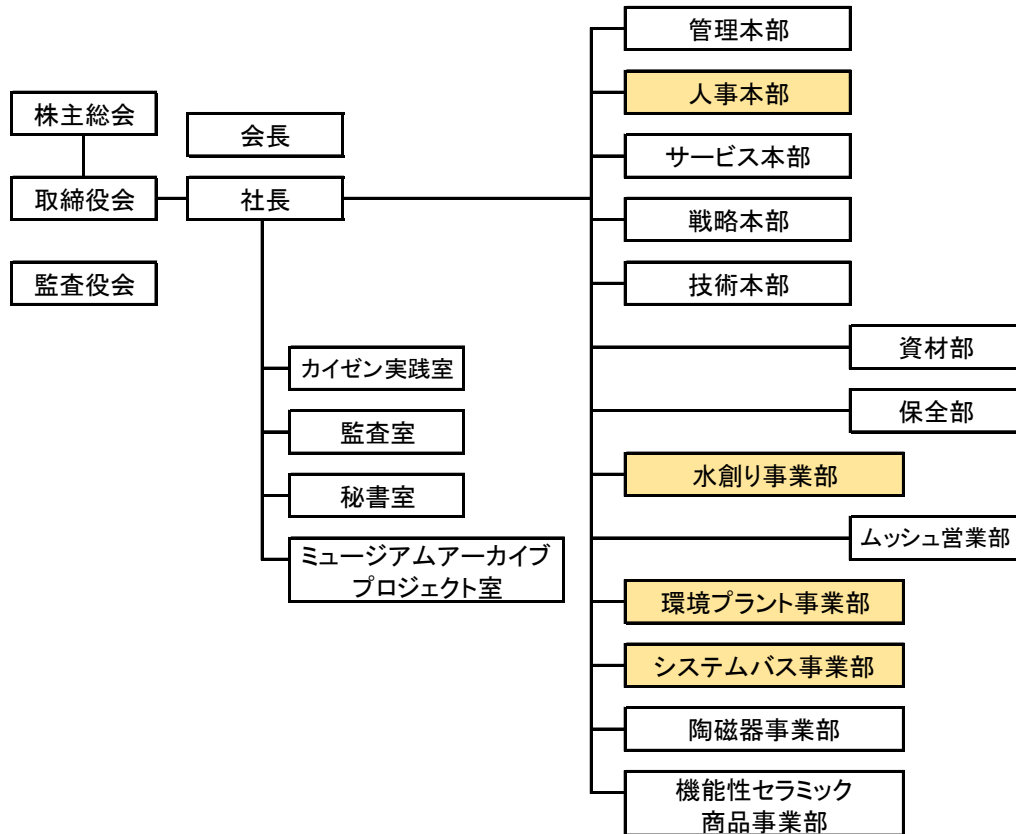 株主総会
取締役会
監査役会
会長
社長
カイゼン実践室
監査室
秘書室
ミュージアムアーカイブ
プロジェクト室
管理本部
人事本部
サービス本部
戦略本部
技術本部
資材部
保全部
水創り事業部
ムッシュ営業部
環境プラント事業部
システムバス事業部
陶磁器事業部
機能性セラミック
商品事業部